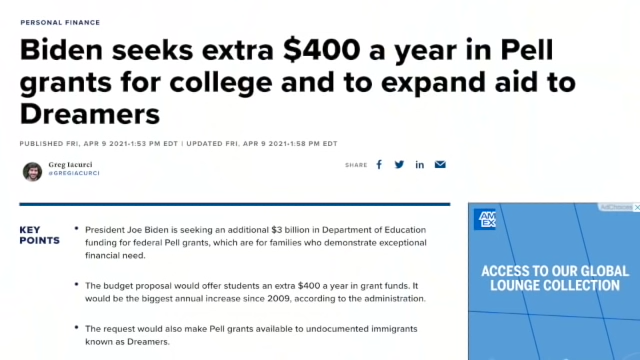 PERSONAL FINANCE
Biden seeks extra $400 a year in Pell
grants for college and to expand aid to
Dreamers
PUBLISHED FRI, APR 9 2021-1:53 PM EDT | UPDATED FRI, APR 9 2021-1:58 PM EDT
Greg Iacurci
@GREGIACURCI
SHARE
KEY
POINTS
• President Joe Biden is seeking an additional $3 billion in Department of Education
funding for federal Pell grants, which are for families who demonstrate exceptional
financial need.
• The budget proposal would offer students an extra $400 a year in grant funds. It
would be the biggest annual increase since 2009, according to the administration.
• The request would also make Pell grants available to undocumented immigrants
known as Dreamers.
AdChoices
AM
EX
ACCESS TO OUR GLOBAL
LOUNGE COLLECTION